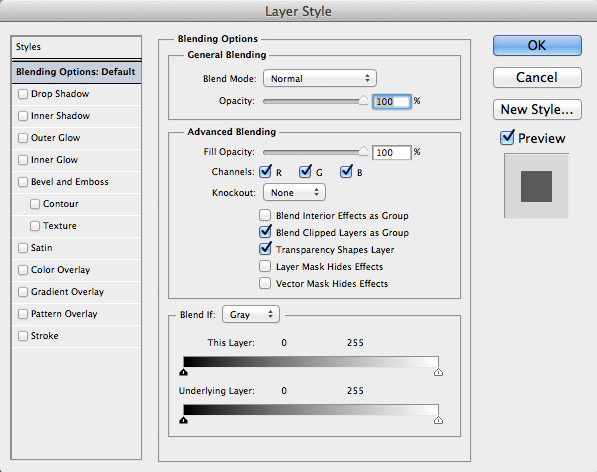 Layer Style
Styles
Blending Options: Default
Drop Shadow
Inner Shadow
Outer Glow
Inner Glow
Bevel and Emboss
Contour
Texture
Satin
Color Overlay
Gradient Overlay
Pattern Overlay
Stroke
Blending Options
General Blending
Blend Mode: Normal
Opacity: 100 %
Advanced Blending
Fill Opacity: 100 %
Channels: R G B
Knockout: None
Blend Interior Effects as Group
Blend Clipped Layers as Group
Transparency Shapes Layer
Layer Mask Hides Effects
Vector Mask Hides Effects
Blend If: Gray
This Layer: 0 255
Underlying Layer: 0 255
OK
Cancel
New Style...
Preview